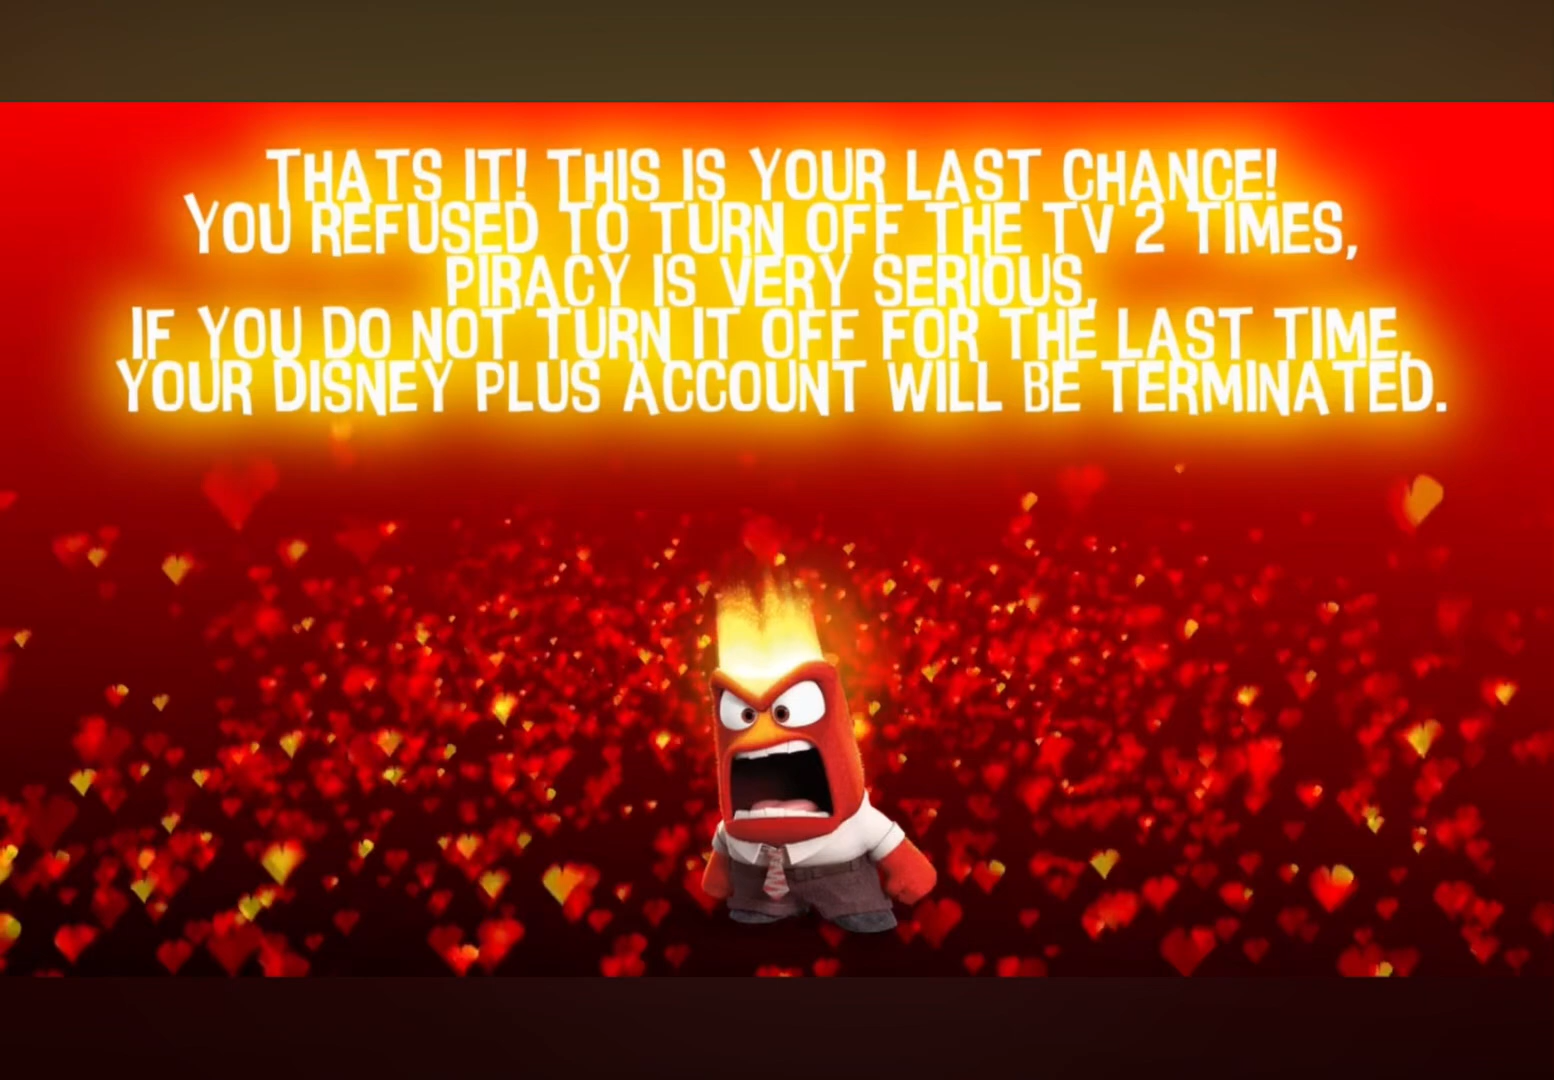 THATS IT! THIS IS YOUR LAST CHANCE!
YOU REFUSED TO TURN OFF THE TV 2 TIMES,
PIRACY IS VERY SERIOUS,
IF YOU DO NOT TURN IT OFF FOR THE LAST TIME,
YOUR DISNEY PLUS ACCOUNT WILL BE TERMINATED.